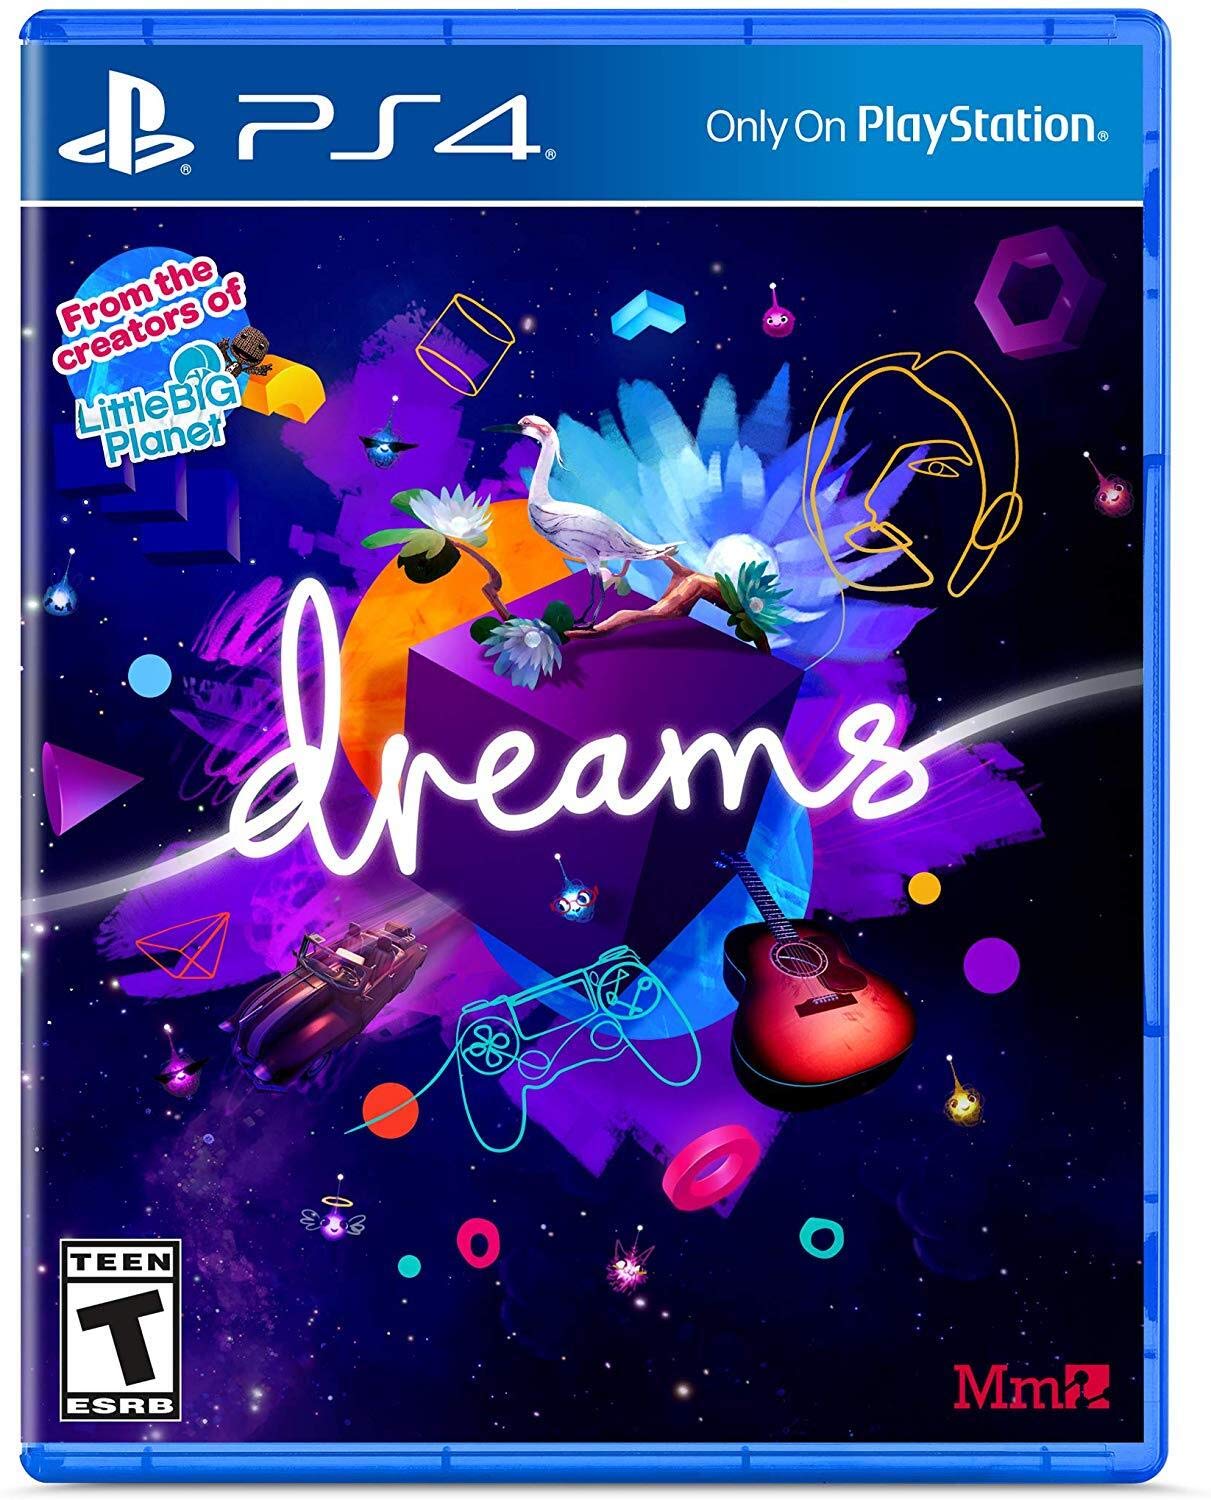 PS4
Only On PlayStation
From the
creators of
LittleBIG
Planet
dreams
TEEN
T
ESRB
Mm